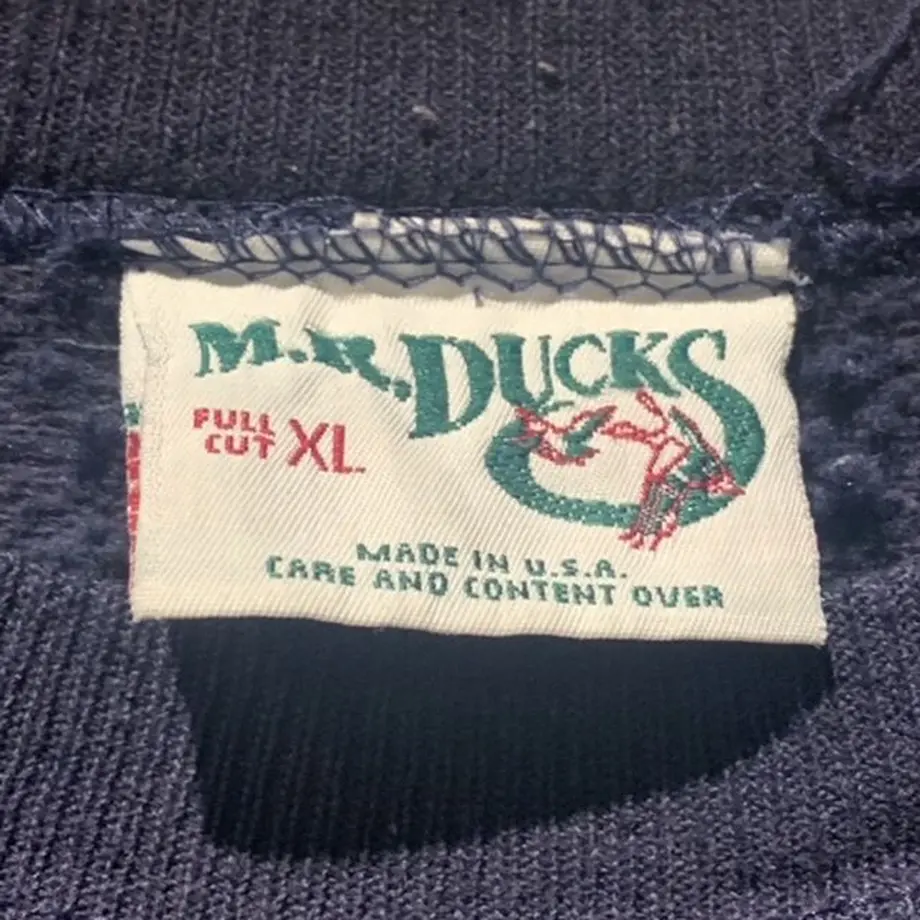 M.R. DUCKS
FULL
CUT XL
MADE IN U.S.A.
CARE AND CONTENT OVER